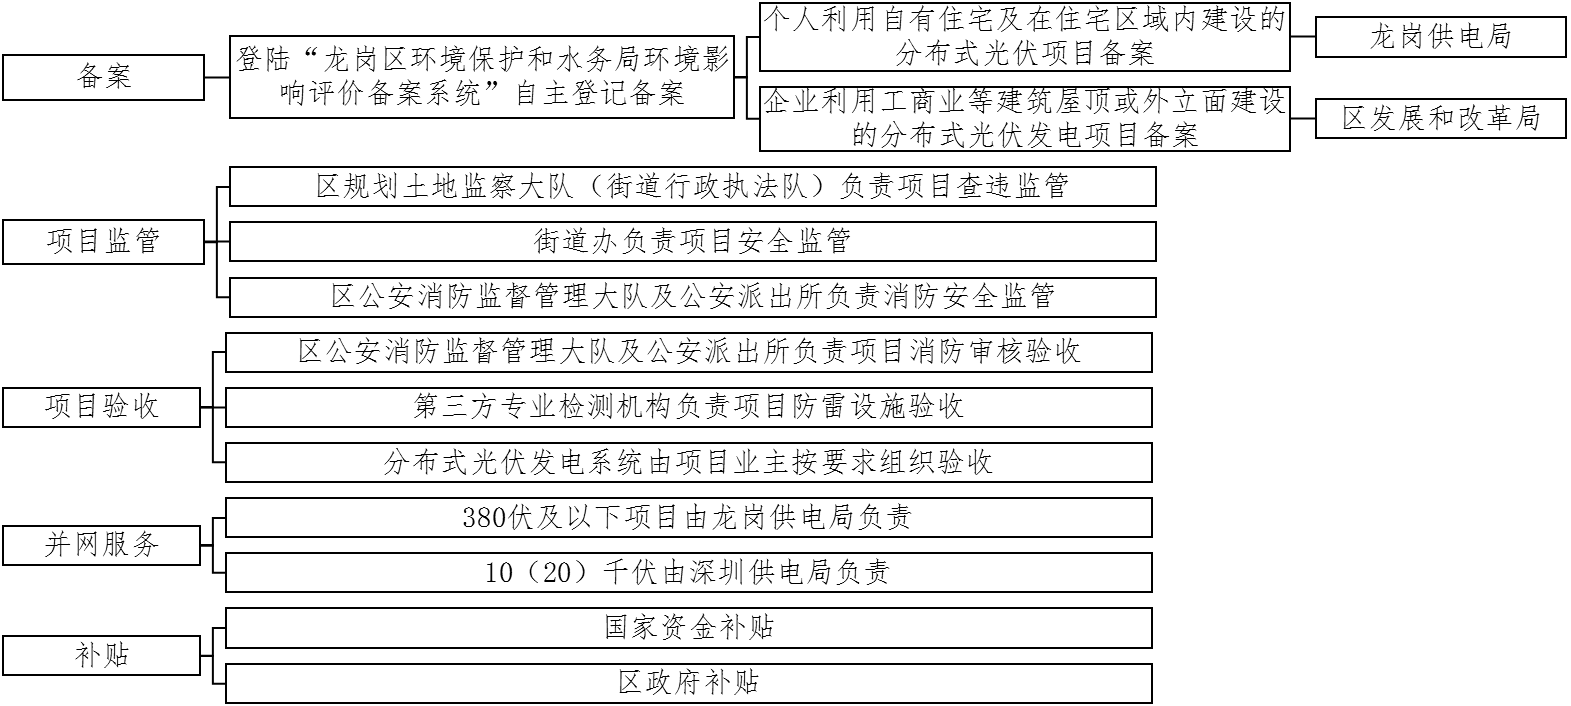 备案
登陆“龙岗区环境保护和水务局环境影
响评价备案系统”自主登记备案
个人利用自有住宅及在住宅区域内建设的
分布式光伏项目备案
龙岗供电局
企业利用工商业等建筑屋顶或外立面建设
的分布式光伏发电项目备案
区发展和改革局
项目监管
区规划土地监察大队（街道行政执法队）负责项目查违监管
街道办负责项目安全监管
区公安消防监督管理大队及公安派出所负责消防安全监管
项目验收
区公安消防监督管理大队及公安派出所负责项目消防审核验收
第三方专业检测机构负责项目防雷设施验收
分布式光伏发电系统由项目业主按要求组织验收
并网服务
380伏及以下项目由龙岗供电局负责
10（20）千伏由深圳供电局负责
补贴
国家资金补贴
区政府补贴